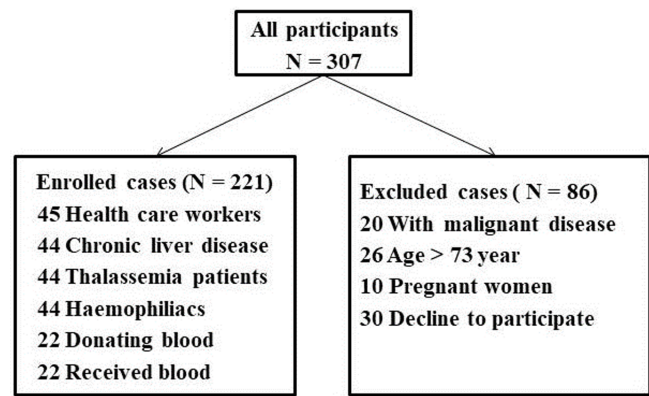 All participants
N = 307
Enrolled cases (N = 221)
45 Health care workers
44 Chronic liver disease
44 Thalassemia patients
44 Haemophiliacs
22 Donating blood
22 Received blood
Excluded cases ( N = 86)
20 With malignant disease
26 Age > 73 year
10 Pregnant women
30 Decline to participate